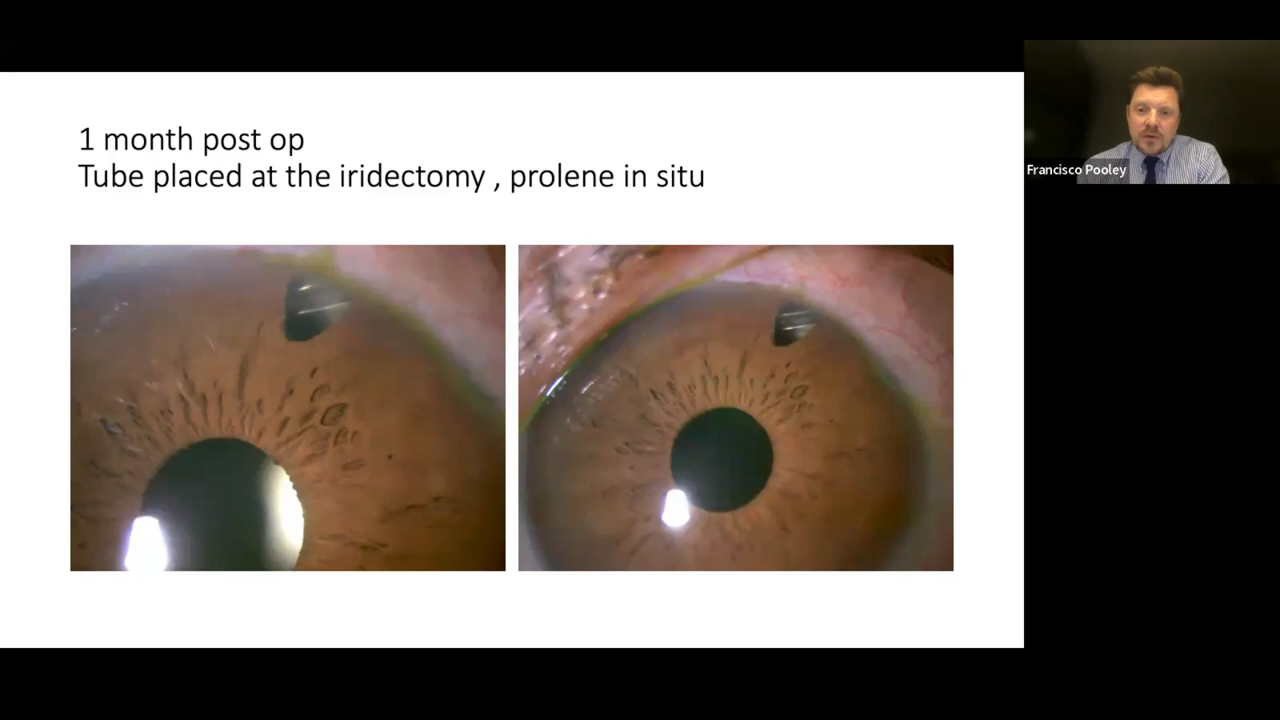 1 month post op
Tube placed at the iridectomy , prolene in situ
Francisco Pooley